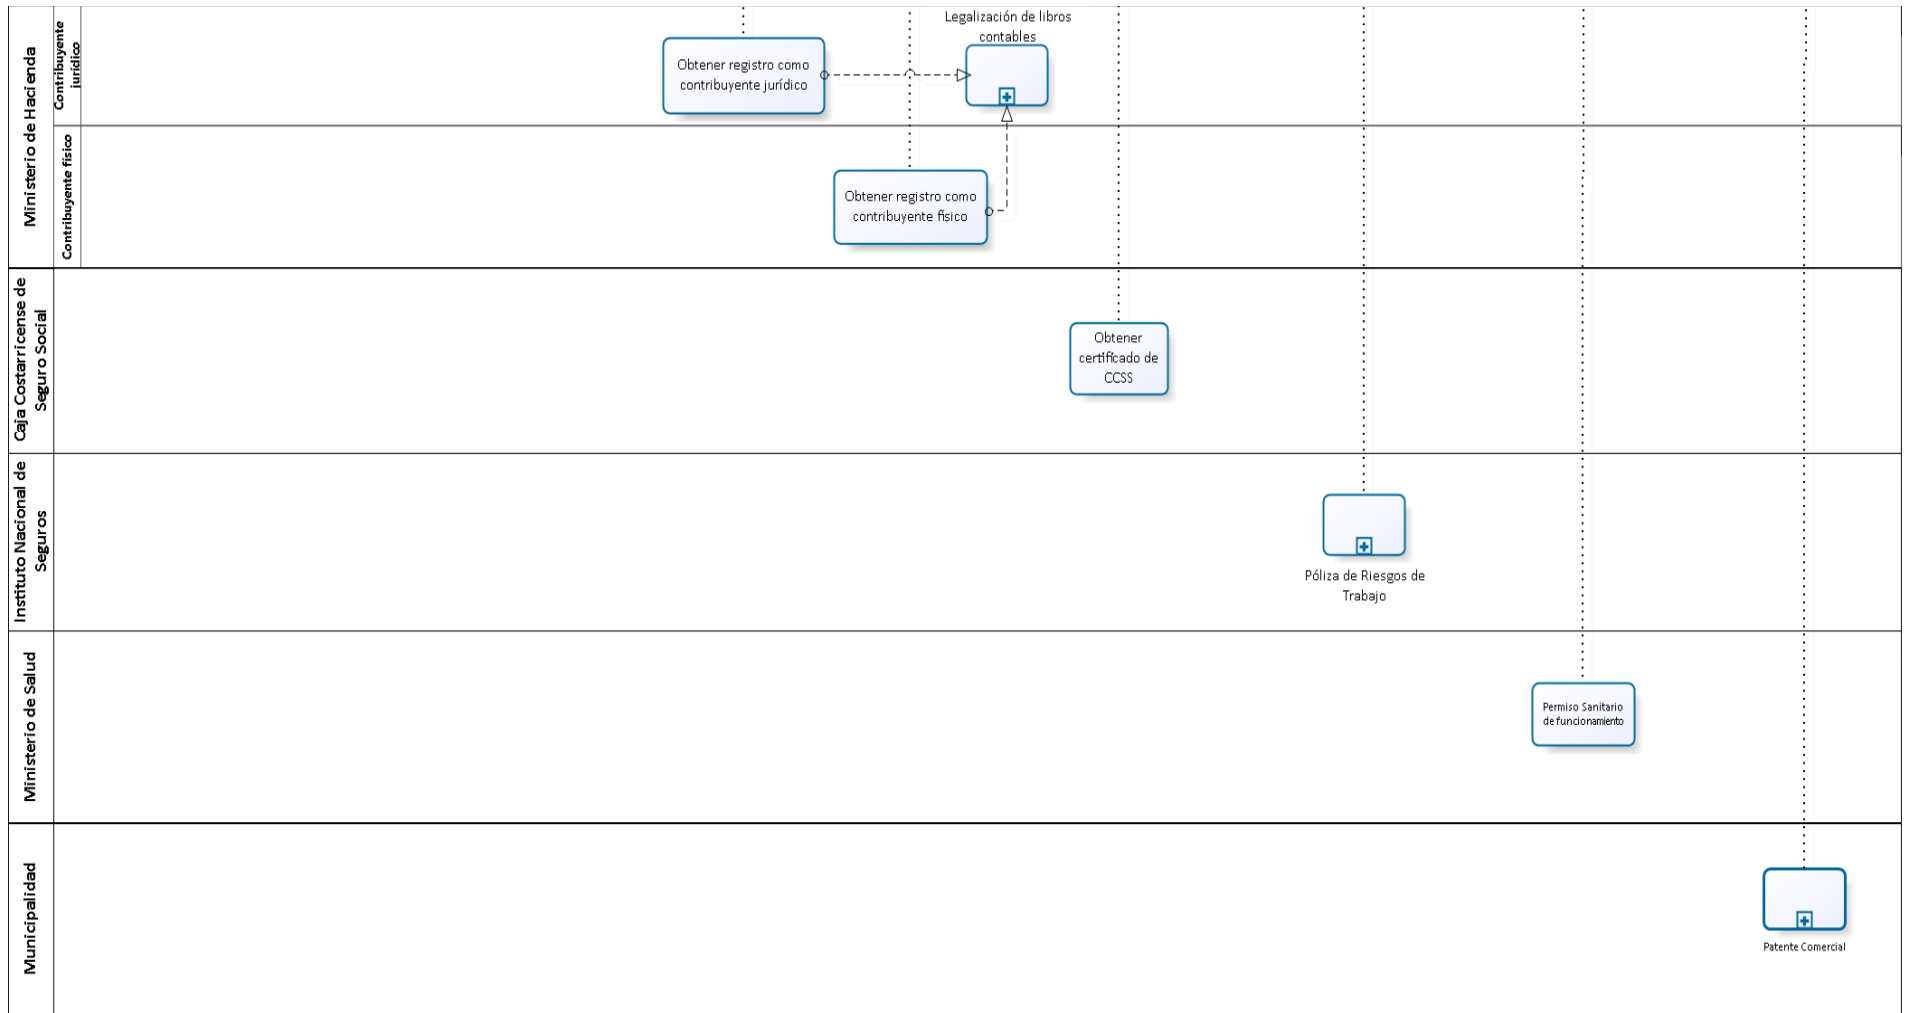 Ministerio de Hacienda
Contribuyente
jurídico
Obtener registro como
contribuyente jurídico
Legalización de libros
contables
Contribuyente físico
Obtener registro como
contribuyente físico
Caja Costarricense de
Seguro Social
Obtener
certificado de
CCSS
Instituto Nacional de
Seguros
Póliza de Riesgos de
Trabajo
Ministerio de Salud
Permiso Sanitario
de funcionamiento
Municipalidad
Patente Comercial